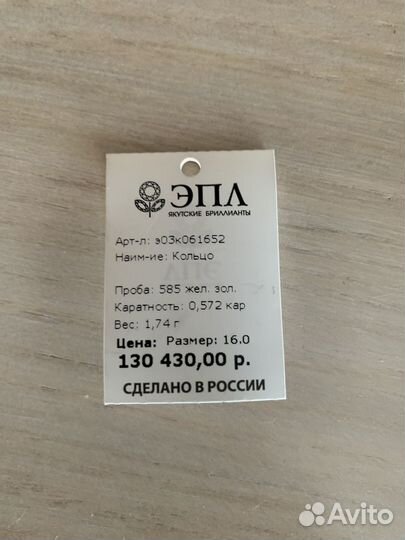 ЭПЛ
ЯКУТСКИЕ БРИЛЛИАНТЫ
Арт-л: э03к061652
Наим-ие: Кольцо
Проба: 585 жел. зол.
Каратность: 0,572 кар
Вес: 1,74 г
Цена: Размер: 16.0
130 430,00 р.
СДЕЛАНО В РОССИИ
Avito